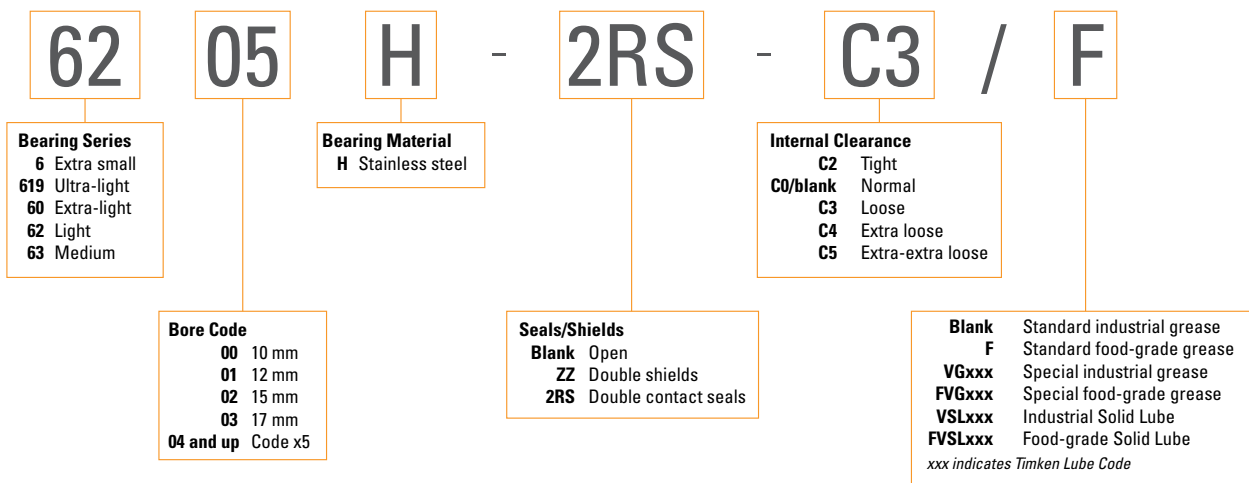 62 05 H - 2RS - C3 / F
Bearing Series
6 Extra small
619 Ultra-light
60 Extra-light
62 Light
63 Medium
Bearing Material
H Stainless steel
Internal Clearance
C2 Tight
C0/blank Normal
C3 Loose
C4 Extra loose
C5 Extra-extra loose
Bore Code
00 10 mm
01 12 mm
02 15 mm
03 17 mm
04 and up Code x5
Seals/Shields
Blank Open
ZZ Double shields
2RS Double contact seals
Blank Standard industrial grease
F Standard food-grade grease
VGxxx Special industrial grease
FVGxxx Special food-grade grease
VSLxxx Industrial Solid Lube
FVSLxxx Food-grade Solid Lube
xxx indicates Timken Lube Code